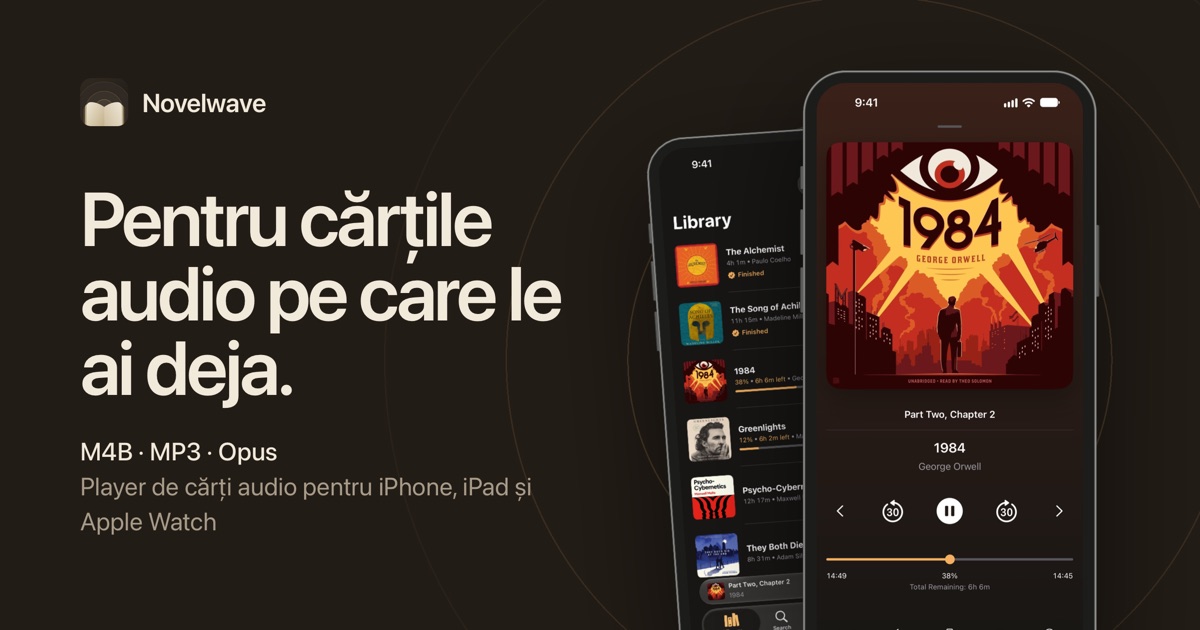 Novelwave
Pentru cărțile
audio pe care le
ai deja.
M4B · MP3 · Opus
Player de cărți audio pentru iPhone, iPad și
Apple Watch
9:41
Library
The Alchemist
4h 1m • Paulo Coelho
Finished
The Song of Achil
11h 15m • Madeline Mil
Finished
1984
38% • 6h 6m left • Geo
Greenlights
12% • 6h 2m left • M
Psycho-Cybern
12h 17m • Maxwell
They Both Die
8h 31m • Adam Sil
Part Two, Chapter 2
1984
Search
9:41
1984
GEORGE ORWELL
UNABRIDGED • READ BY THEO SOLOMON
Part Two, Chapter 2
1984
George Orwell
30
30
14:49
38%
14:45
Total Remaining: 6h 6m